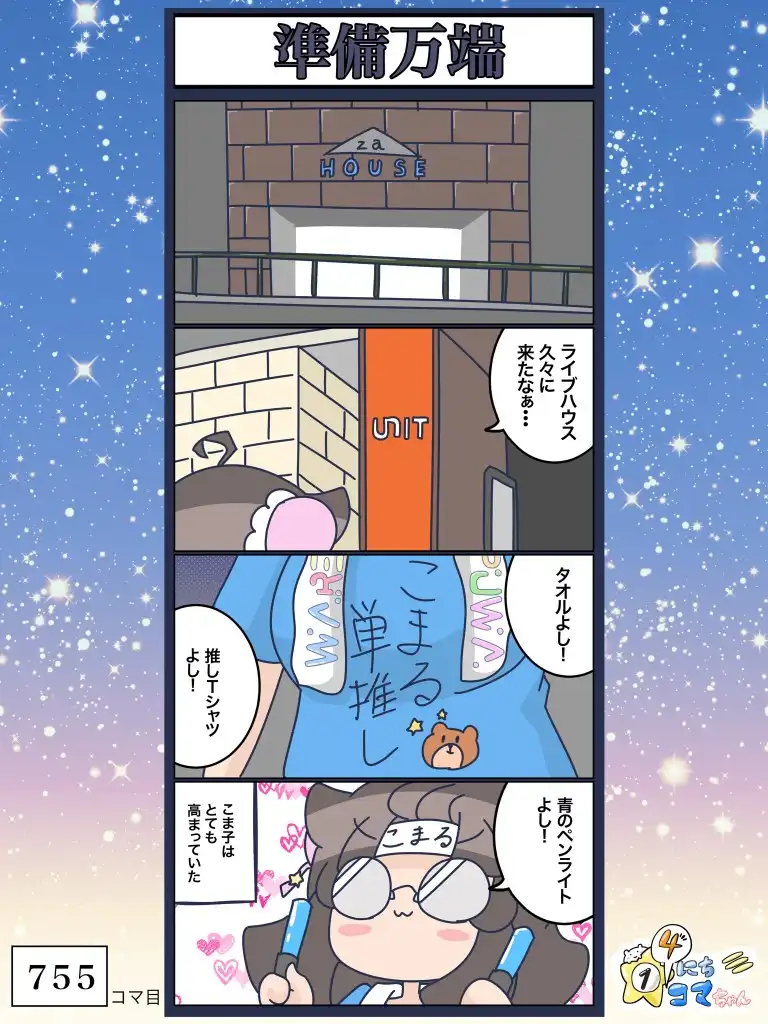 準備万端
za
HOUSE
ライブハウス
久々に
来たなぁ…
UNIT
タオルよし!
W.A.R.E
P.U.W.A.
こまる
単推し
推しTシャツ
よし!
青のペンライト
よし!
こまる
こま子は
とても
高まっていた
755
コマ目
1
にち
4
コマちゃん